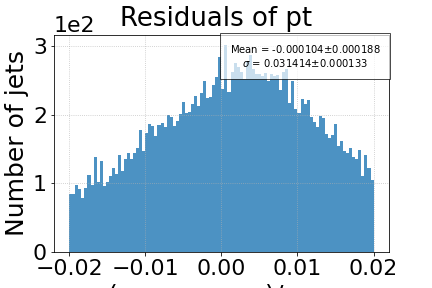 Residuals of pt
1e2
Mean = -0.000104±0.000188
σ = 0.031414±0.000133
Number of jets
3
2
1
0
−0.02 −0.01 0.00 0.01 0.02